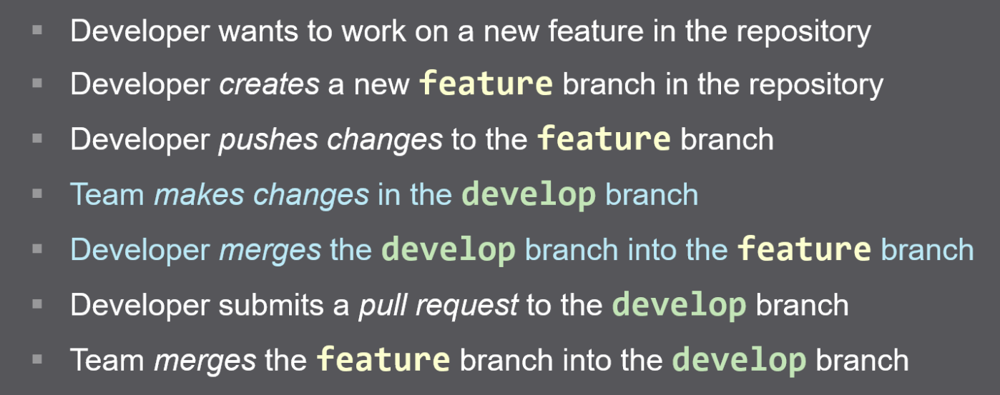 ▪ Developer wants to work on a new feature in the repository
▪ Developer creates a new feature branch in the repository
▪ Developer pushes changes to the feature branch
▪ Team makes changes in the develop branch
▪ Developer merges the develop branch into the feature branch
▪ Developer submits a pull request to the develop branch
▪ Team merges the feature branch into the develop branch